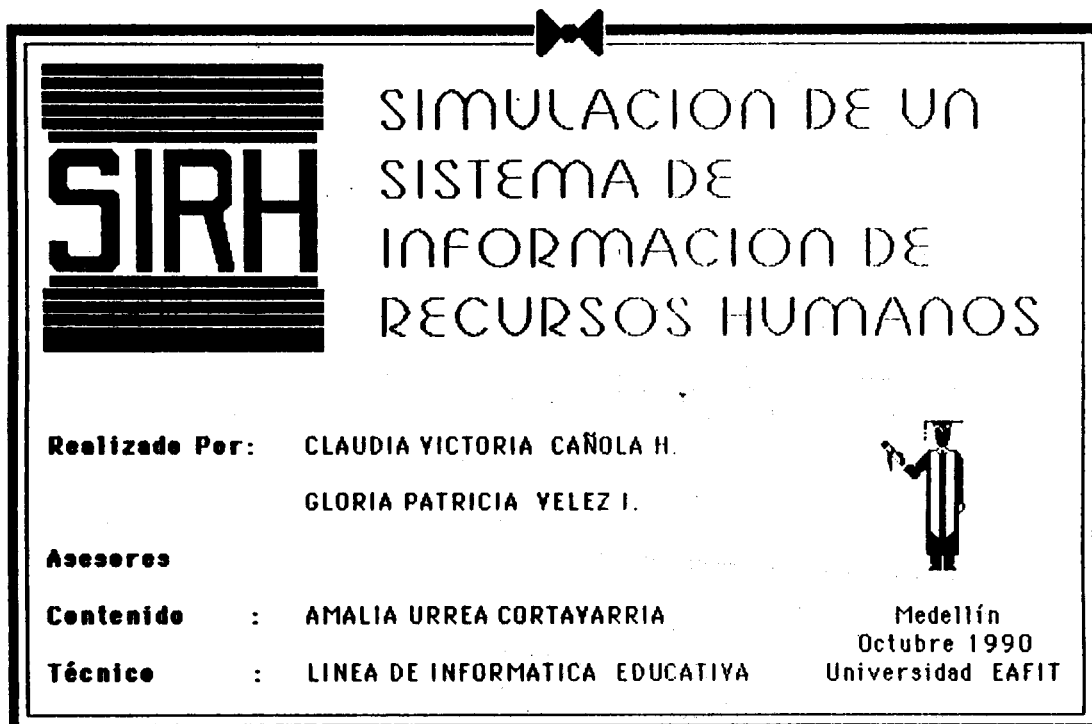 SIRH
SIMULACION DE UN
SISTEMA DE
INFORMACION DE
RECURSOS HUMANOS
Realizado Por: CLAUDIA VICTORIA CAÑOLA H.
GLORIA PATRICIA VELEZ I.
Asesores
Contenido : AMALIA URREA CORTAVARRIA
Técnico : LINEA DE INFORMATICA EDUCATIVA
Medellín
Octubre 1990
Universidad EAFIT